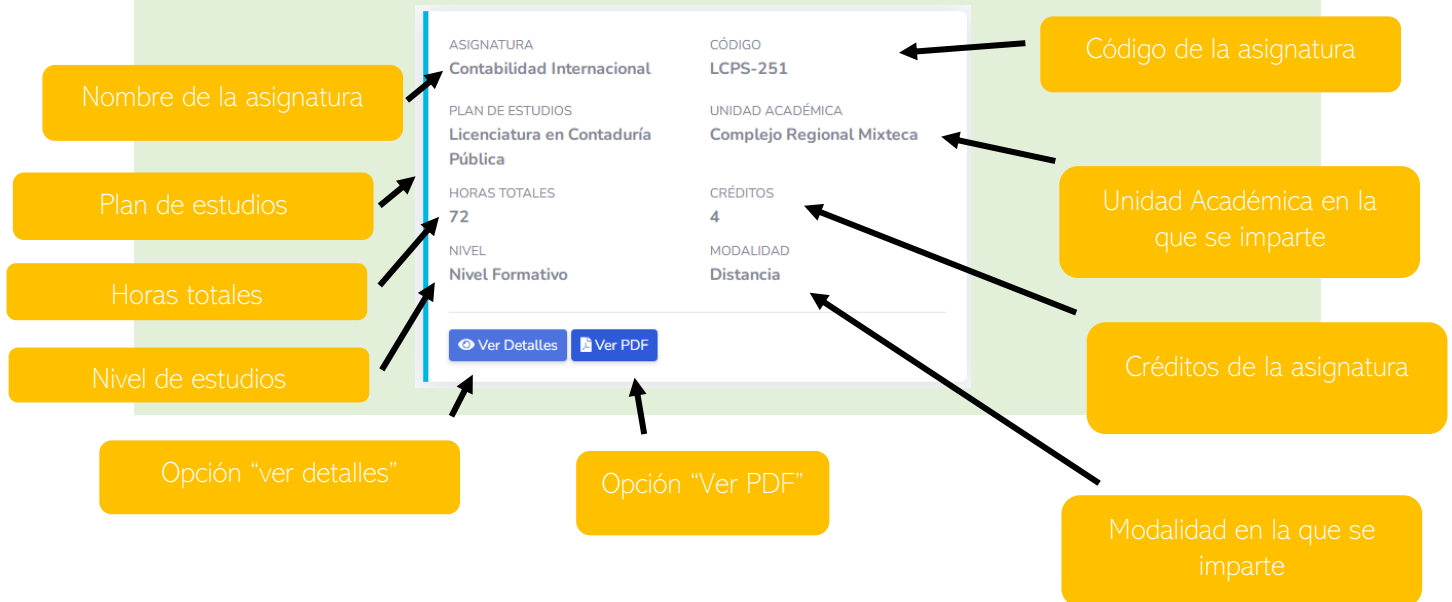 ASIGNATURA
Contabilidad Internacional
CÓDIGO
LCPS-251
PLAN DE ESTUDIOS
Licenciatura en Contaduría
Pública
UNIDAD ACADÉMICA
Complejo Regional Mixteca
HORAS TOTALES
72
CRÉDITOS
4
NIVEL
Nivel Formativo
MODALIDAD
Distancia
Ver Detalles
Ver PDF
Nombre de la asignatura
Plan de estudios
Horas totales
Nivel de estudios
Opción “ver detalles”
Opción “Ver PDF”
Código de la asignatura
Unidad Académica en la
que se imparte
Créditos de la asignatura
Modalidad en la que se
imparte